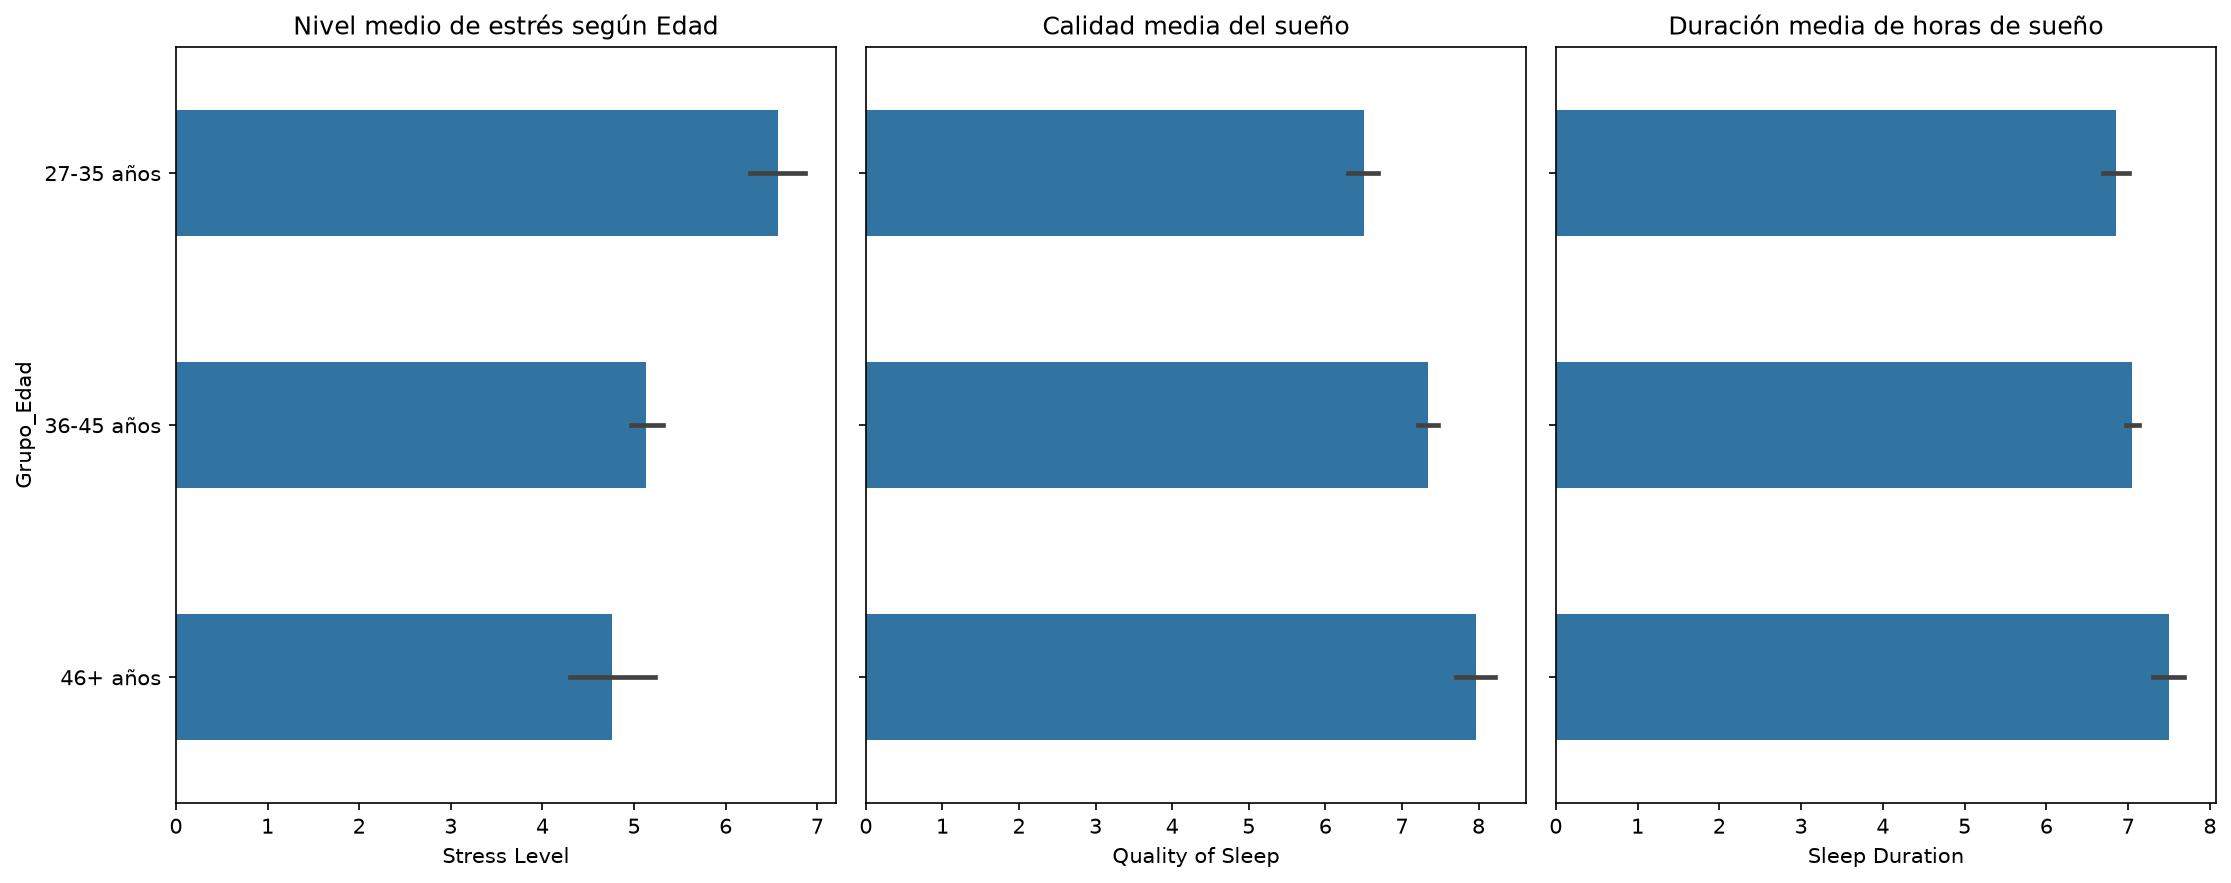 Nivel medio de estrés según Edad
Calidad media del sueño
Duración media de horas de sueño
Grupo_Edad
27-35 años
36-45 años
46+ años
0 1 2 3 4 5 6 7
Stress Level
0 1 2 3 4 5 6 7 8
Quality of Sleep
0 1 2 3 4 5 6 7 8
Sleep Duration